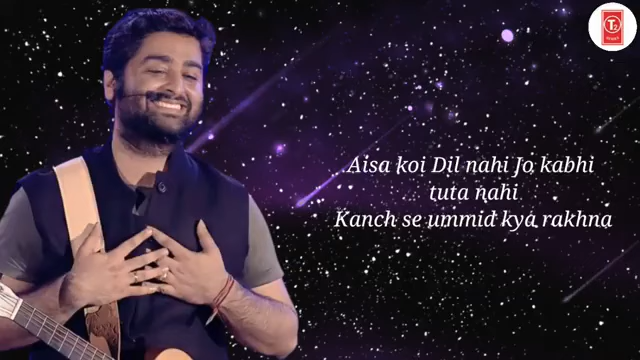 Aisa koi Dil nahi Jo kabhi
tuta nahi
Kanch se ummid kya rakhna